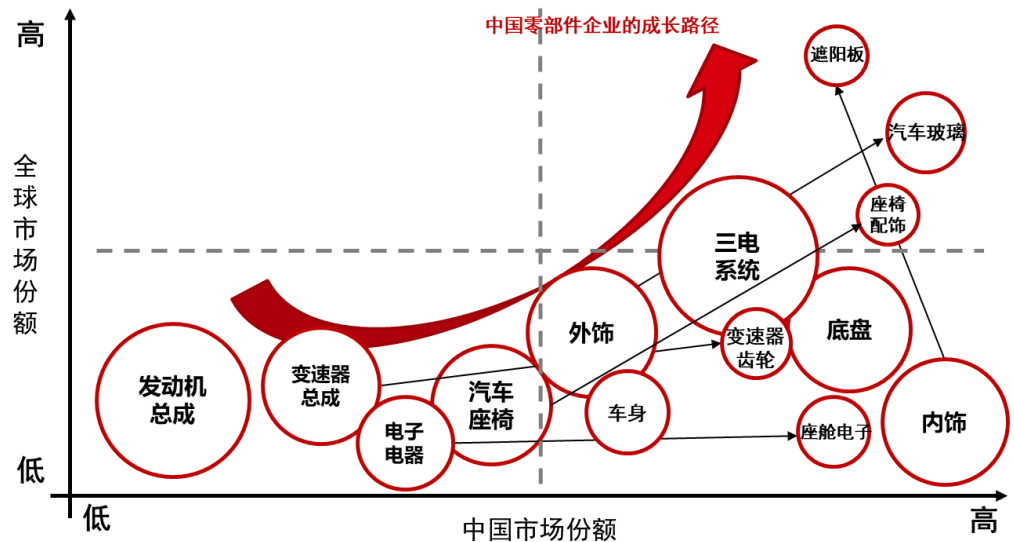 中国零部件企业的成长路径
高
全球市场份额
低
低
中国市场份额
高
遮阳板
汽车玻璃
座椅
配饰
三电
系统
外饰
变速器
齿轮
底盘
发动机
总成
变速器
总成
汽车
座椅
电子
电器
车身
座舱电子
内饰